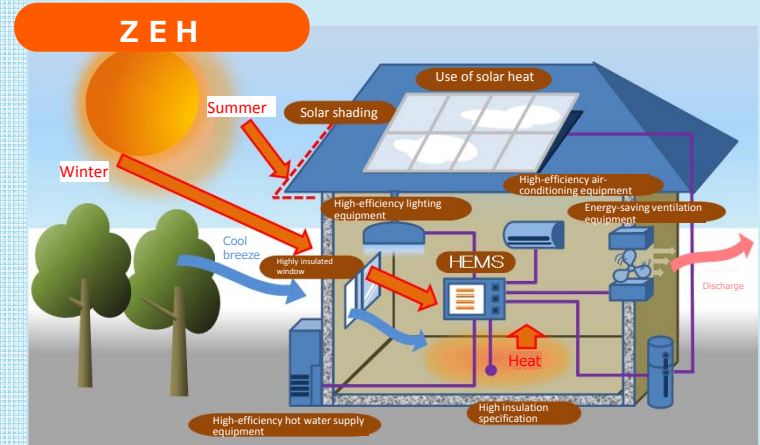 ZEH
Use of solar heat
Summer
Solar shading
Winter
High-efficiency air-
conditioning equipment
High-efficiency lighting
equipment
Energy-saving ventilation
equipment
Cool
breeze
Highly insulated
window
HEMS
Discharge
Heat
High insulation
specification
High-efficiency hot water supply
equipment